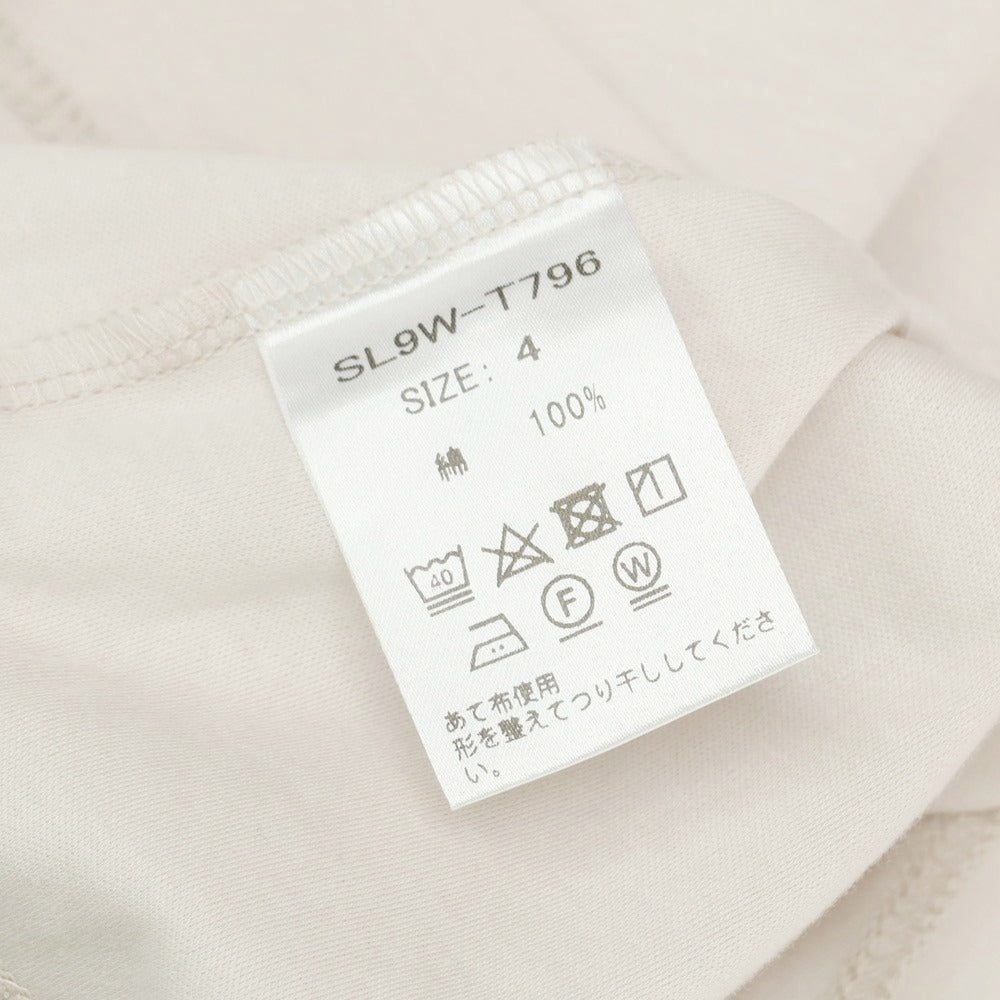 SL9W-T796
SIZE: 4
綿 100%
40
F W
あて布使用
形を整えてつり干ししてくださ
い。